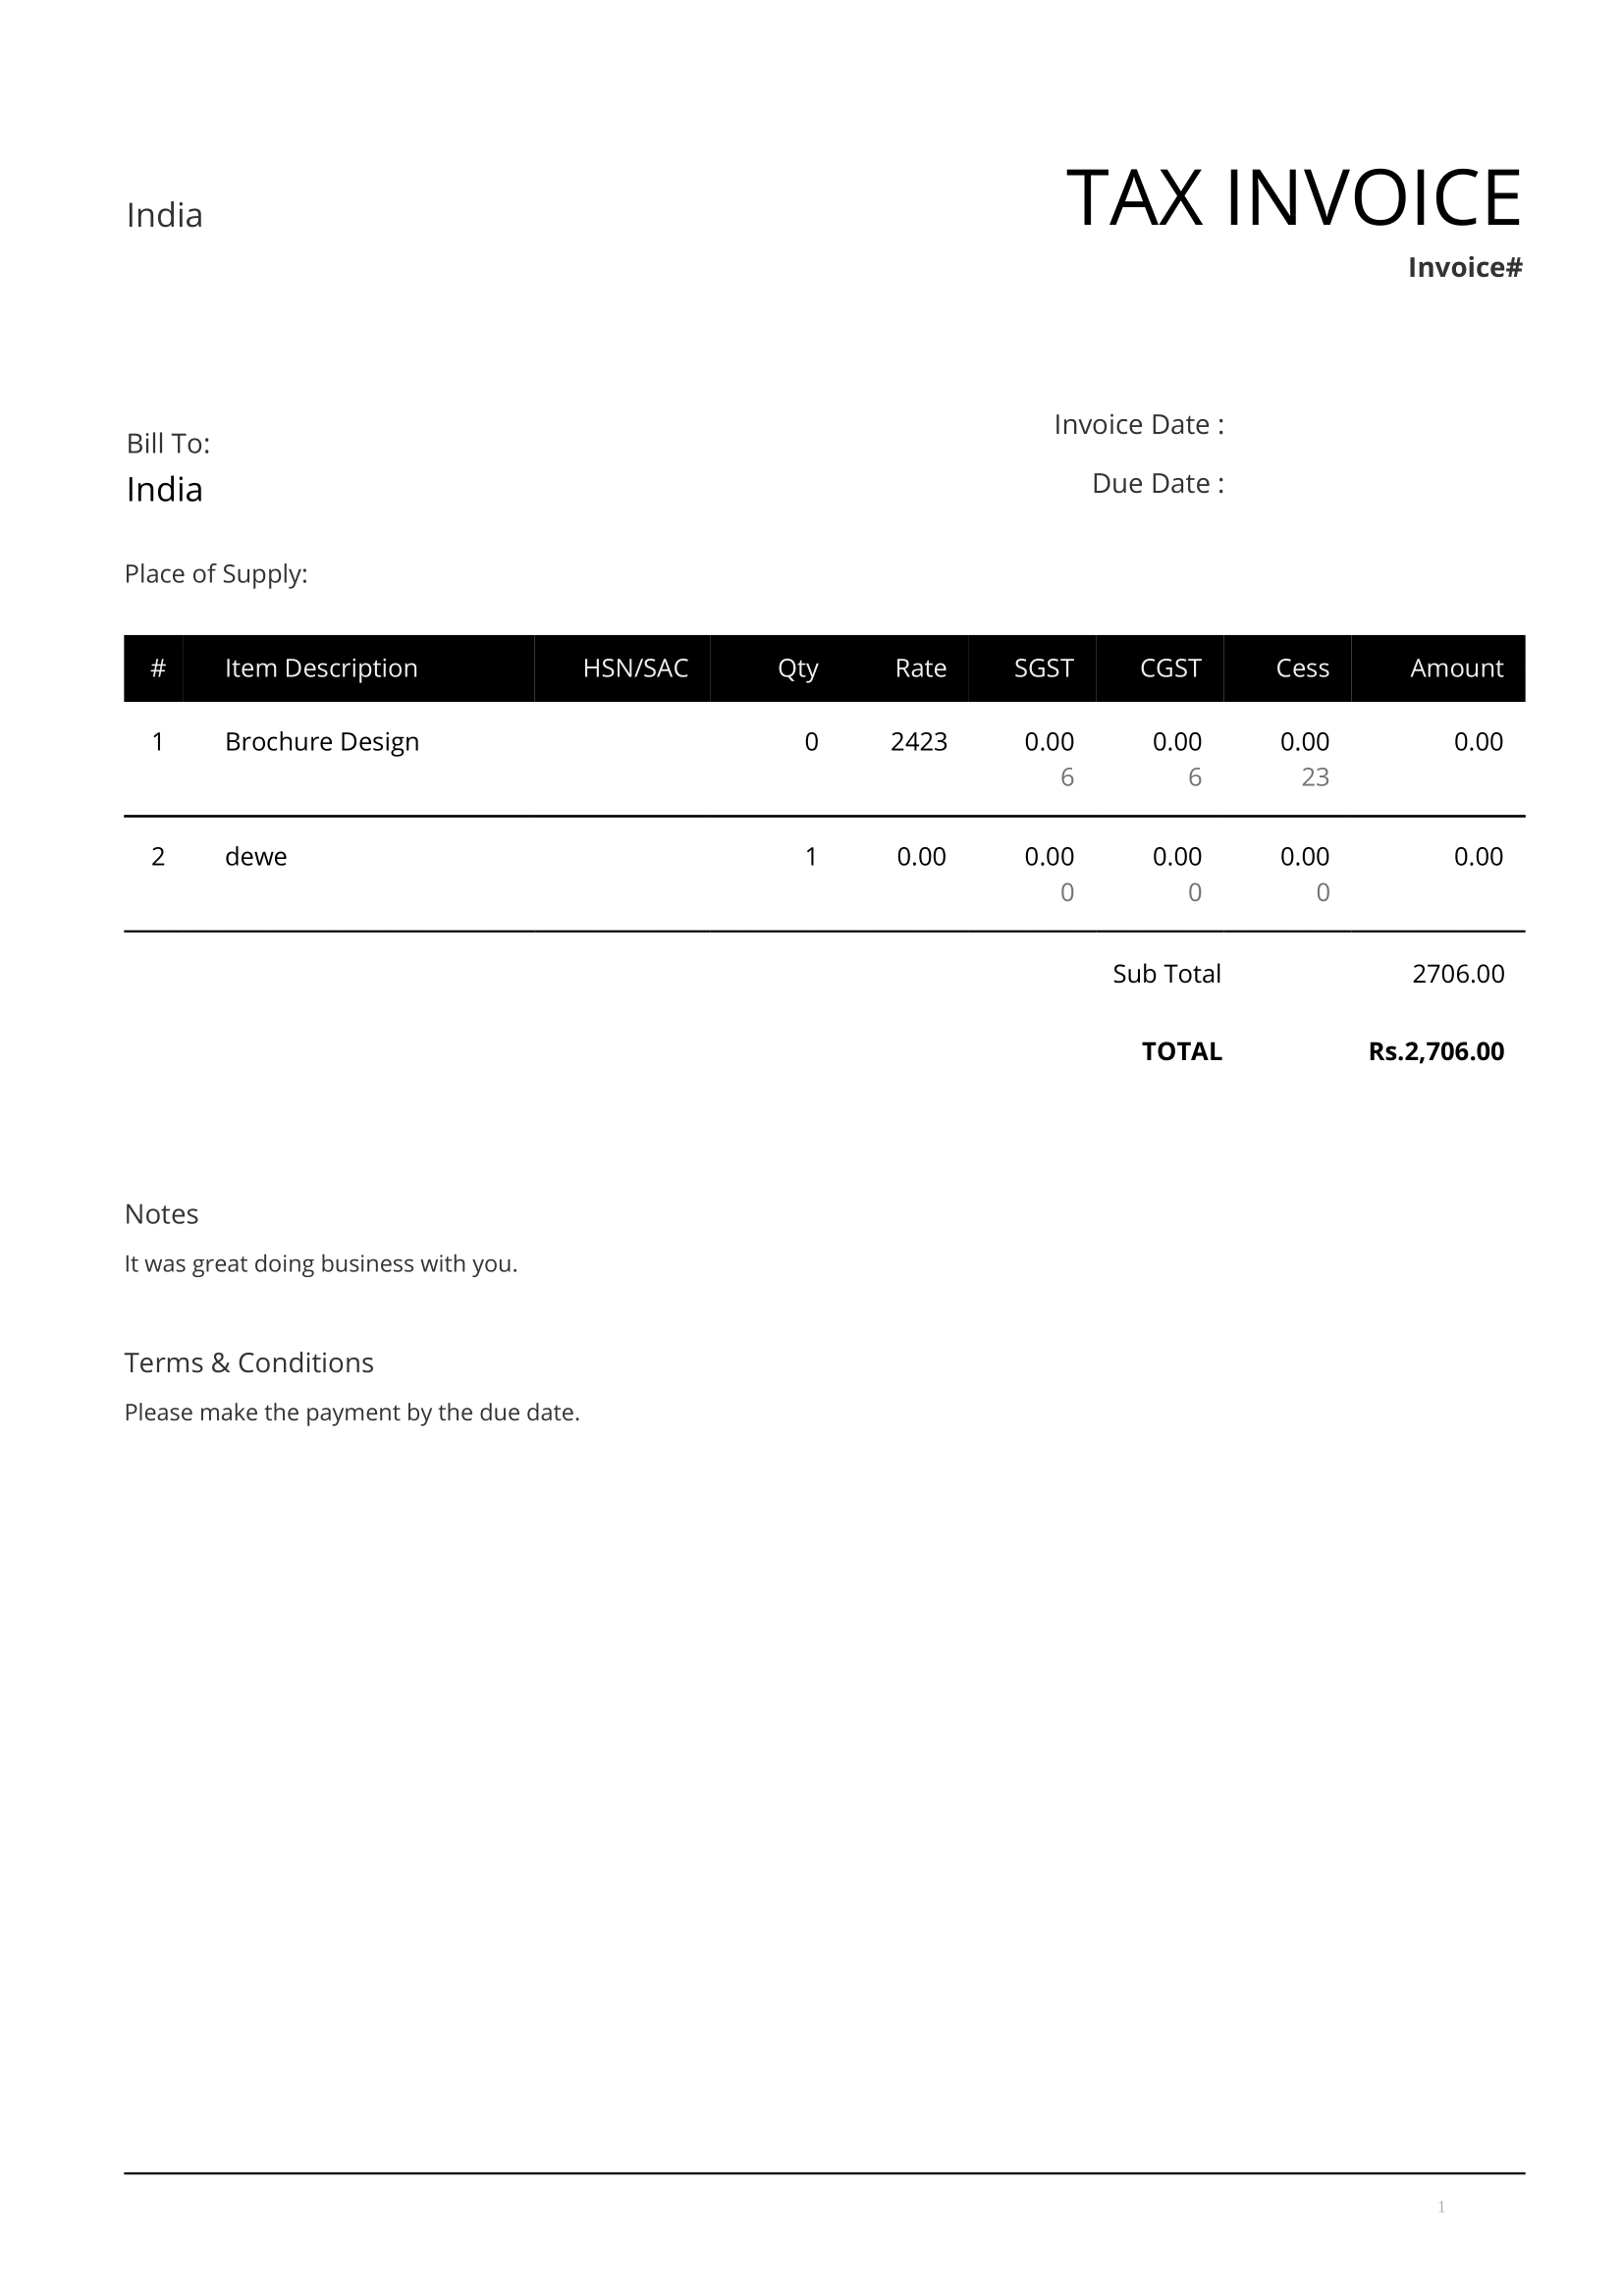 India
TAX INVOICE
Invoice#
Bill To:
India
Invoice Date :
Due Date :
Place of Supply:
# Item Description HSN/SAC Qty Rate SGST CGST Cess Amount
1 Brochure Design 0 2423 0.00 0.00 0.00 0.00
6 6 23
2 dewe 1 0.00 0.00 0.00 0.00 0.00
0 0 0
Sub Total 2706.00
TOTAL Rs.2,706.00
Notes
It was great doing business with you.
Terms & Conditions
Please make the payment by the due date.
1